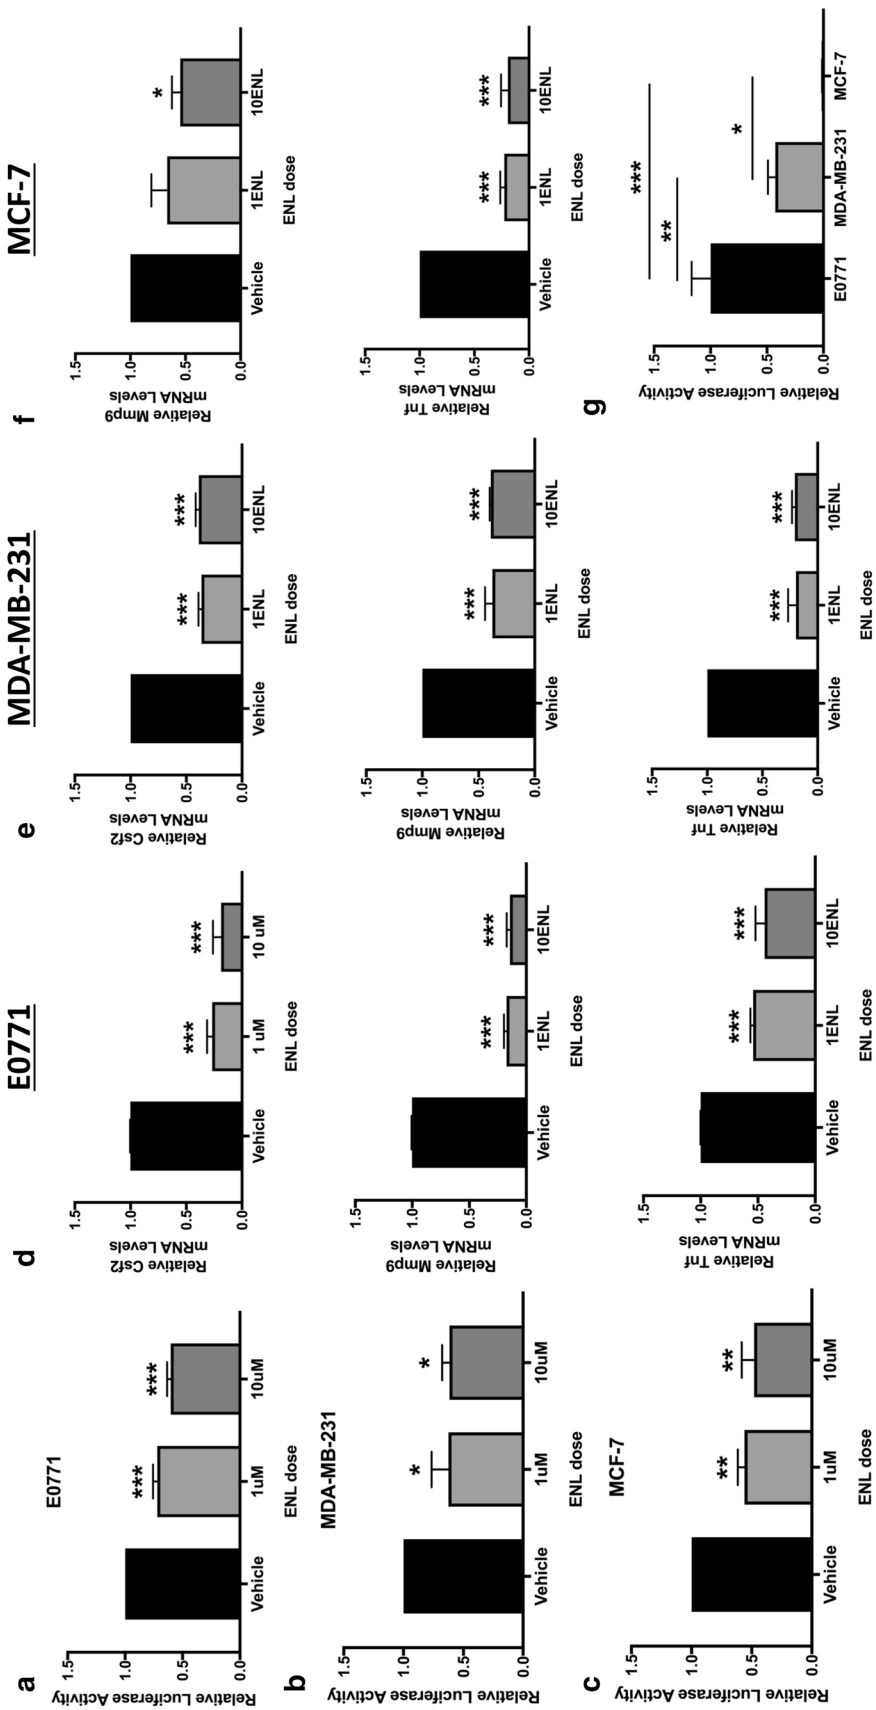 a
E0771
Relative Luciferase Activity
1.5
1.0
0.5
0.0
***
***
Vehicle 1uM 10uM
ENL dose
b
MDA-MB-231
Relative Luciferase Activity
1.5
1.0
0.5
0.0
*
*
Vehicle 1uM 10uM
ENL dose
c
MCF-7
Relative Luciferase Activity
1.5
1.0
0.5
0.0
**
**
Vehicle 1uM 10uM
ENL dose
d
E0771
Relative Csf2
mRNA Levels
1.5
1.0
0.5
0.0
***
***
Vehicle 1 uM 10 uM
ENL dose
Relative Mmp9
mRNA Levels
1.5
1.0
0.5
0.0
***
***
Vehicle 1ENL 10ENL
ENL dose
Relative Tnf
mRNA Levels
1.5
1.0
0.5
0.0
***
***
Vehicle 1ENL 10ENL
ENL dose
e
MDA-MB-231
Relative Csf2
mRNA Levels
1.5
1.0
0.5
0.0
***
***
Vehicle 1ENL 10ENL
ENL dose
Relative Mmp9
mRNA Levels
1.5
1.0
0.5
0.0
***
***
Vehicle 1ENL 10ENL
ENL dose
Relative Tnf
mRNA Levels
1.5
1.0
0.5
0.0
***
***
Vehicle 1ENL 10ENL
ENL dose
f
MCF-7
Relative Mmp9
mRNA Levels
1.5
1.0
0.5
0.0
*
Vehicle 1ENL 10ENL
ENL dose
Relative Tnf
mRNA Levels
1.5
1.0
0.5
0.0
***
***
Vehicle 1ENL 10ENL
ENL dose
g
Relative Luciferase Activity
1.5
1.0
0.5
0.0
***
**
*
E0771 MDA-MB-231 MCF-7